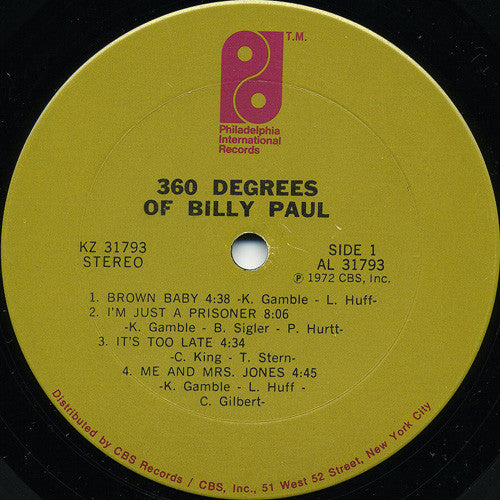 T.M.
Philadelphia
International
Records
360 DEGREES
OF BILLY PAUL
KZ 31793
STEREO
SIDE 1
AL 31793
Ⓟ 1972 CBS, Inc.
1. BROWN BABY 4:38 -K. Gamble - L. Huff-
2. I'M JUST A PRISONER 8:06
-K. Gamble - B. Sigler - P. Hurtt-
3. IT'S TOO LATE 4:34
-C. King - T. Stern-
4. ME AND MRS. JONES 4:45
-K. Gamble - L. Huff -
C. Gilbert-
Distributed by CBS Records / CBS, Inc., 51 West 52 Street, New York City